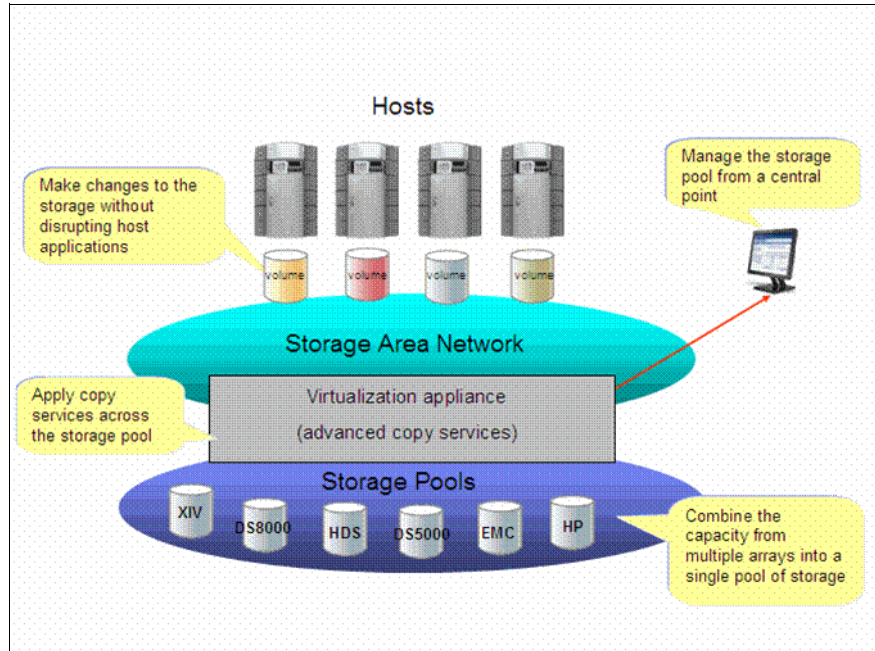 Hosts
Make changes to the
storage without
disrupting host
applications
Manage the storage
pool from a central
point
volume
volume
volume
volume
Storage Area Network
Virtualization appliance
(advanced copy services)
Apply copy
services across
the storage pool
Storage Pools
XIV
DS8000
HDS
DS5000
EMC
HP
Combine the
capacity from
multiple arrays into a
single pool of storage